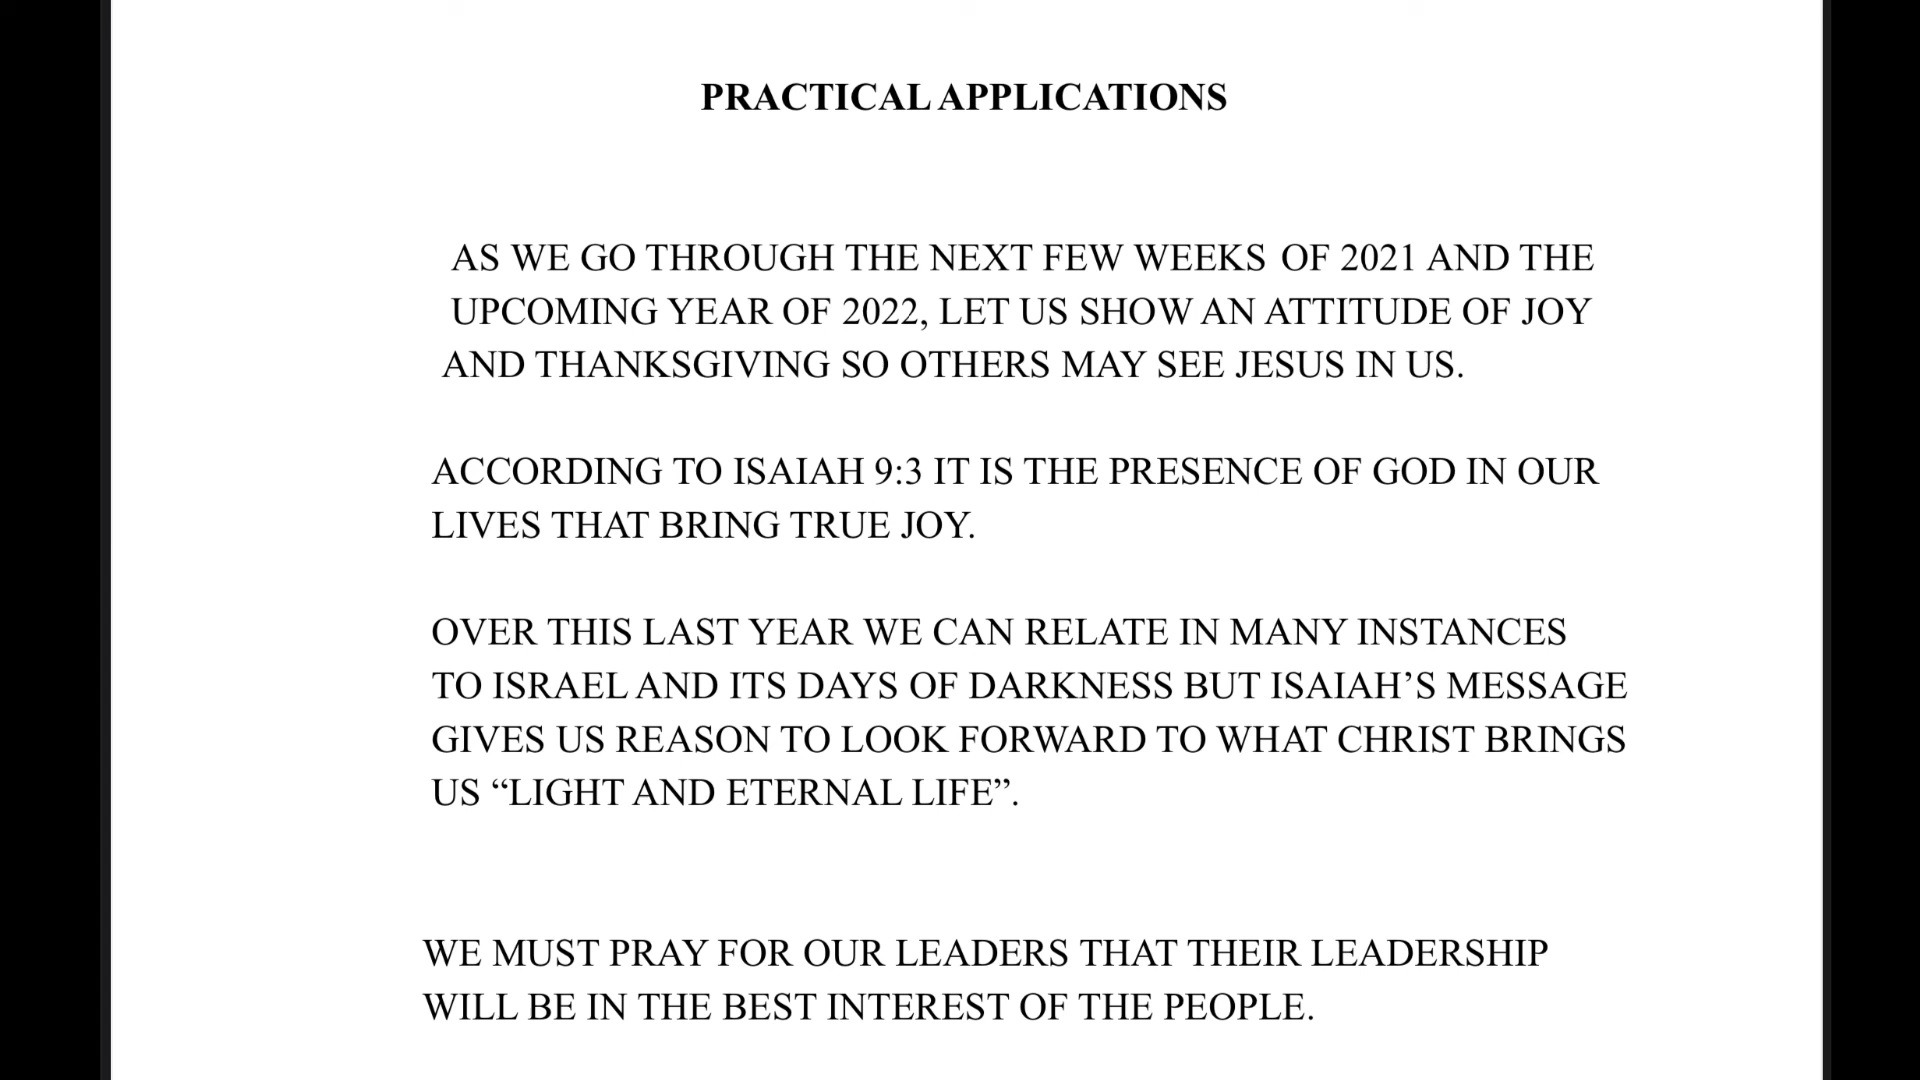 PRACTICAL APPLICATIONS
AS WE GO THROUGH THE NEXT FEW WEEKS OF 2021 AND THE
UPCOMING YEAR OF 2022, LET US SHOW AN ATTITUDE OF JOY
AND THANKSGIVING SO OTHERS MAY SEE JESUS IN US.
ACCORDING TO ISAIAH 9:3 IT IS THE PRESENCE OF GOD IN OUR
LIVES THAT BRING TRUE JOY.
OVER THIS LAST YEAR WE CAN RELATE IN MANY INSTANCES
TO ISRAEL AND ITS DAYS OF DARKNESS BUT ISAIAH’S MESSAGE
GIVES US REASON TO LOOK FORWARD TO WHAT CHRIST BRINGS
US “LIGHT AND ETERNAL LIFE”.
WE MUST PRAY FOR OUR LEADERS THAT THEIR LEADERSHIP
WILL BE IN THE BEST INTEREST OF THE PEOPLE.